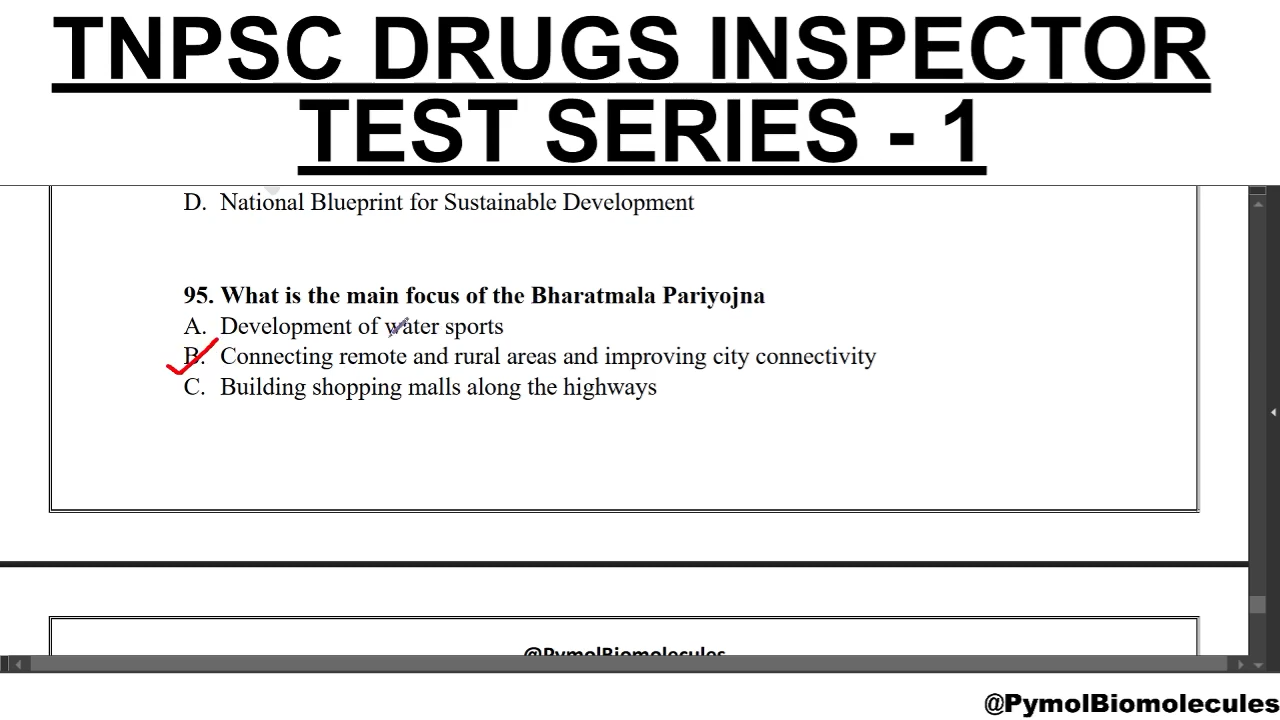 TNPSC DRUGS INSPECTOR
TEST SERIES - 1
D. National Blueprint for Sustainable Development
95. What is the main focus of the Bharatmala Pariyojna
A. Development of water sports
B. Connecting remote and rural areas and improving city connectivity
C. Building shopping malls along the highways
@PymolBiomolecules
@PymolBiomolecules